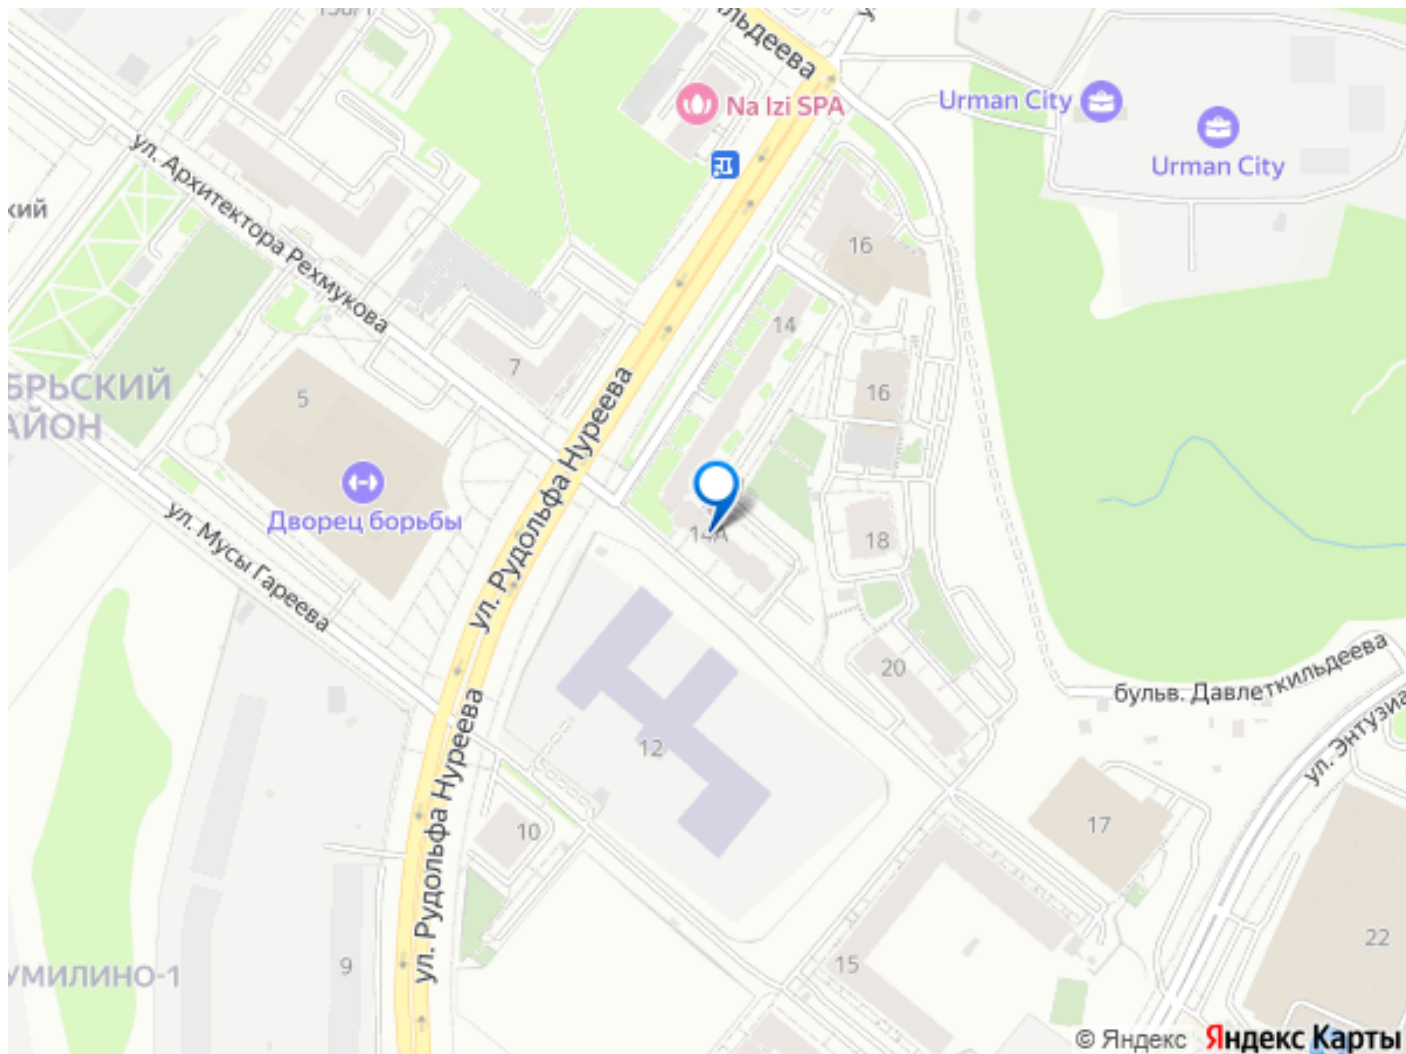 Na Izi SPA
Urman City
Urman City
ул. Архитектора Рехмукова
кий
16
14
7
БРЬСКИЙ
АЙОН
5
16
ул. Рудольфа Нуреева
Дворец борьбы
14А
18
ул. Мусы Гареева
20
бульв. Давлеткильдеева
ул. Энтузиа
12
ул. Рудольфа Нуреева
10
17
9
15
22
УМИЛИНО-1
© Яндекс Яндекс Карты